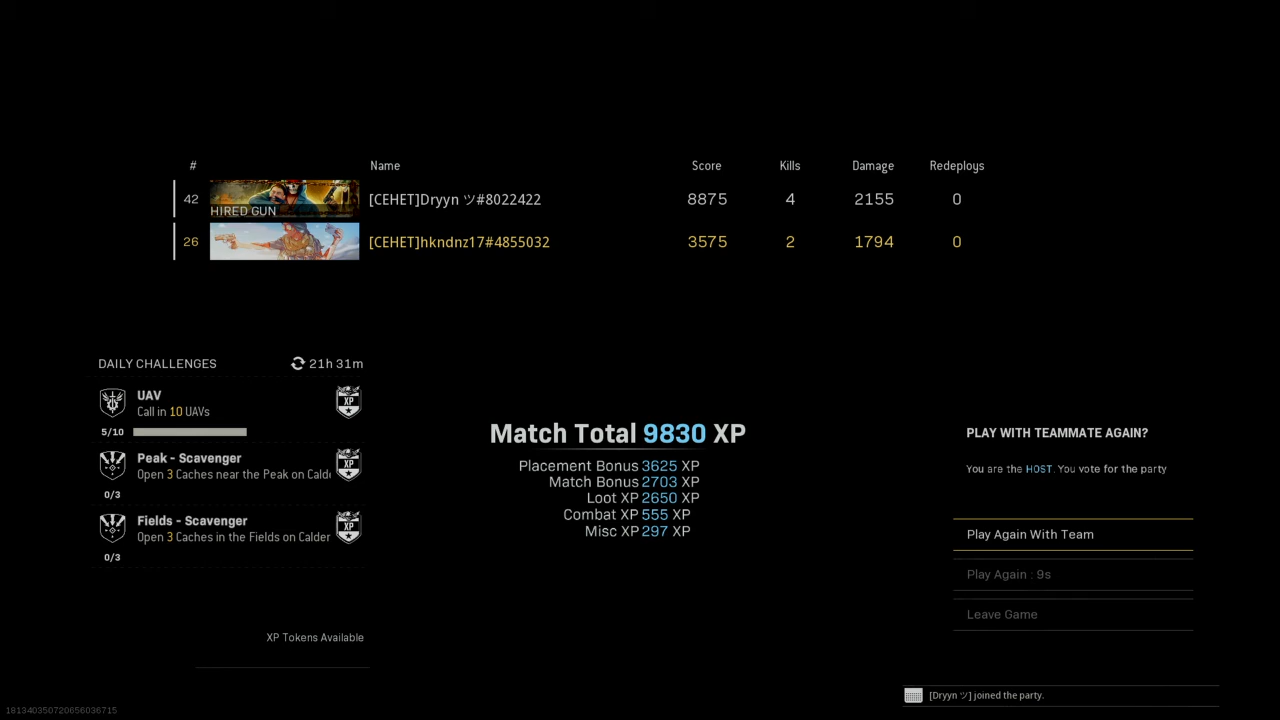 # Name Score Kills Damage Redeploys
42 HIRED GUN [CEHET]Dryyn ツ#8022422 8875 4 2155 0
26 [CEHET]hkndnz17#4855032 3575 2 1794 0
DAILY CHALLENGES 21h 31m
UAV
Call in 10 UAVs
XP
5/10
Peak - Scavenger
Open 3 Caches near the Peak on Calde
XP
0/3
Fields - Scavenger
Open 3 Caches in the Fields on Calder
XP
0/3
XP Tokens Available
Match Total 9830 XP
Placement Bonus 3625 XP
Match Bonus 2703 XP
Loot XP 2650 XP
Combat XP 555 XP
Misc XP 297 XP
PLAY WITH TEAMMATE AGAIN?
You are the HOST. You vote for the party
Play Again With Team
Play Again : 9s
Leave Game
[Dryyn ツ] joined the party.
181340350720656036715